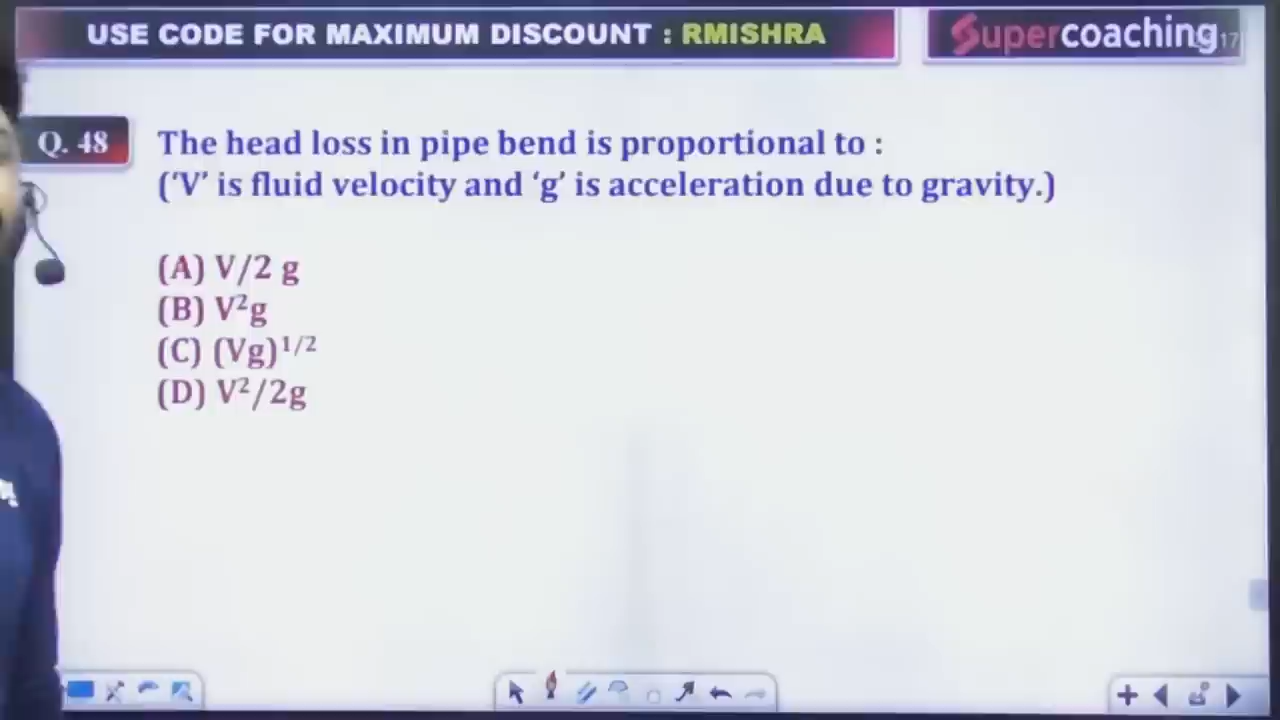 USE CODE FOR MAXIMUM DISCOUNT : RMISHRA
Supercoaching
17
Q. 48
The head loss in pipe bend is proportional to :
(‘V’ is fluid velocity and ‘g’ is acceleration due to gravity.)
(A) V/2 g
(B) V²g
(C) (Vg)¹/²
(D) V²/2g